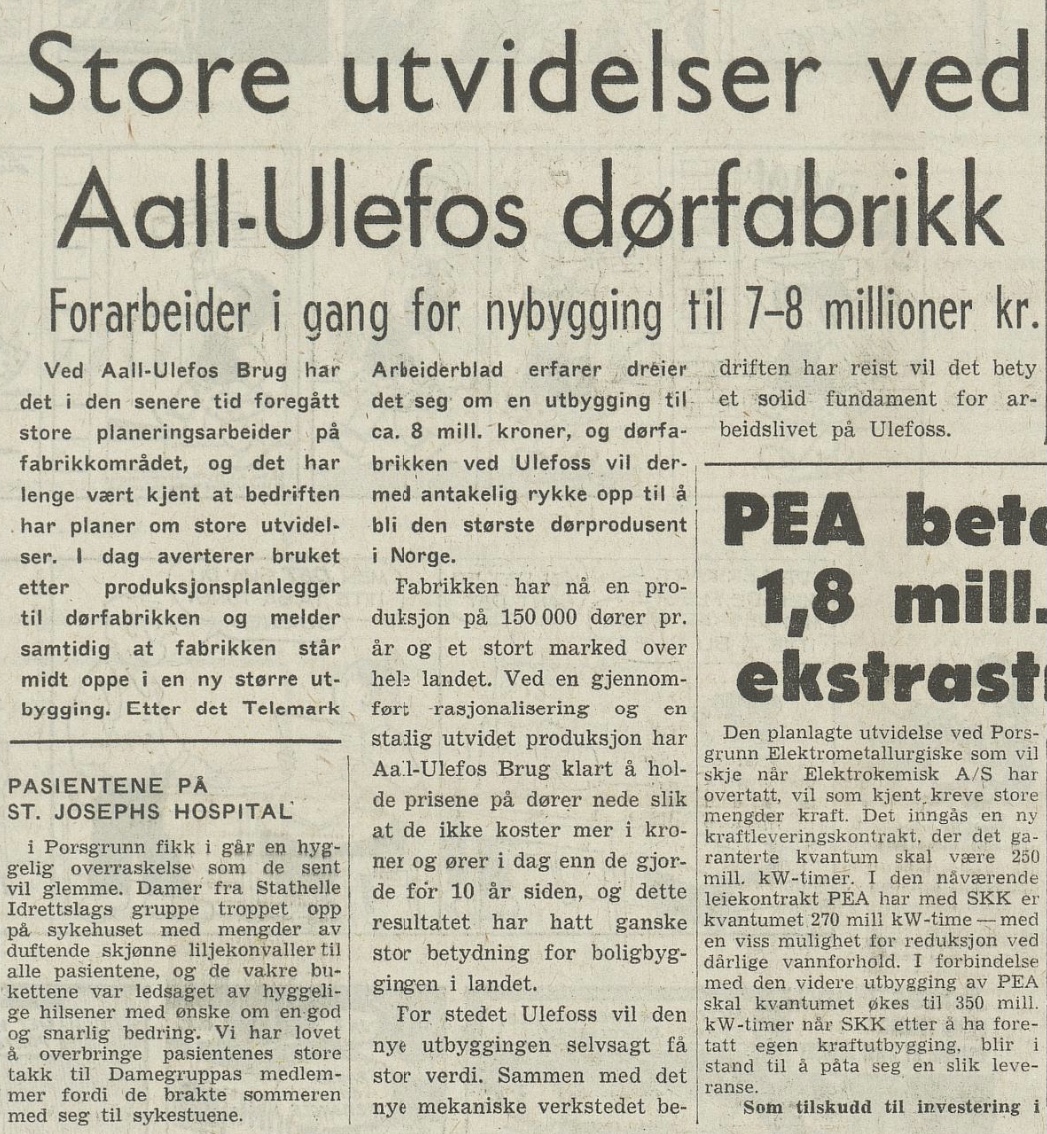 Store utvidelser ved
Aall-Ulefos dørfabrikk
Forarbeider i gang for nybygging til 7–8 millioner kr.
Ved Aall-Ulefos Brug har
det i den senere tid foregått
store planeringsarbeider på
fabrikkområdet, og det har
lenge vært kjent at bedriften
har planer om store utvidel-
ser. I dag averterer bruket
etter produksjonsplanlegger
til dørfabrikken og melder
samtidig at fabrikken står
midt oppe i en ny større ut-
bygging. Etter det Telemark
Arbeiderblad erfarer dreier
det seg om en utbygging til
ca. 8 mill. kroner, og dørfa-
brikken ved Ulefoss vil der-
med antakelig rykke opp til å
bli den største dørprodusent
i Norge.
Fabrikken har nå en pro-
duksjon på 150 000 dører pr.
år og et stort marked over
hele landet. Ved en gjennom-
ført rasjonalisering og en
stadig utvidet produksjon har
Aall-Ulefos Brug klart å hol-
de prisene på dører nede slik
at de ikke koster mer i kro-
ner og ører i dag enn de gjor-
de for 10 år siden, og dette
resultatet har hatt ganske
stor betydning for boligbyg-
gingen i landet.
For stedet Ulefoss vil den
nye utbyggingen selvsagt få
stor verdi. Sammen med det
nye mekaniske verkstedet be-
driften har reist vil det bety
et solid fundament for ar-
beidslivet på Ulefoss.
PASIENTENE PÅ
ST. JOSEPHS HOSPITAL
i Porsgrunn fikk i går en hyg-
gelig overraskelse som de sent
vil glemme. Damer fra Stathelle
Idrettslags gruppe troppet opp
på sykehuset med mengder av
duftende skjønne liljekonvaller til
alle pasientene, og de vakre bu-
kettene var ledsaget av hyggeli-
ge hilsener med ønske om en god
og snarlig bedring. Vi har lovet
å overbringe pasientenes store
takk til Damegruppas medlem-
mer fordi de brakte sommeren
med seg til sykestuene.
PEA
1,8 mill.
Den planlagte utvidelse ved Pors-
grunn Elektrometallurgiske som vil
skje når Elektrokemisk A/S har
overtatt, vil som kjent kreve store
mengder kraft. Det inngås en ny
kraftleveringskontrakt, der det ga-
ranterte kvantum skal være 250
mill. kW-timer. I den nåværende
leiekontrakt PEA har med SKK er
kvantumet 270 mill kW-time — med
en viss mulighet for reduksjon ved
dårlige vannforhold. I forbindelse
med den videre utbygging av PEA
skal kvantumet økes til 350 mill.
kW-timer når SKK etter å ha fore-
tatt egen kraftutbygging, blir i
stand til å påta seg en slik leve-
ranse.
Som tilskudd til investering i